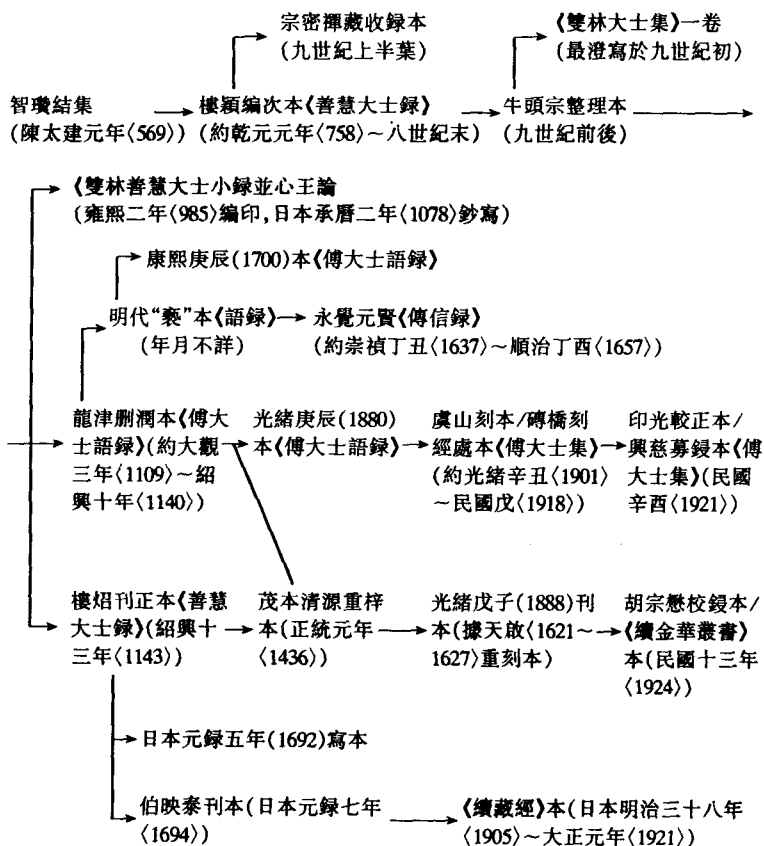 宗密禪藏收録本
(九世紀上半葉)
《雙林大士集》一卷
(最澄寫於九世紀初)
智瓚結集
(陳太建元年〈569〉)
樓穎編次本《善慧大士録》
(約乾元元年〈758〉～八世紀末)
牛頭宗整理本
(九世紀前後)
《雙林善慧大士小録並心王論
(雍熙二年〈985〉編印,日本承曆二年〈1078〉鈔寫)
康熙庚辰(1700)本《傅大士語録》
明代“褻”本《語録》
(年月不詳)
永覺元賢《傳信録》
(約崇禎丁丑〈1637〉～順治丁酉〈1657〉)
龍津删潤本《傅大
士語録》(約大觀
三年〈1109〉～紹
興十年〈1140〉)
光緒庚辰(1880)
本《傅大士語録》
虞山刻本/磚橋刻
經處本《傅大士集》
(約光緒辛丑〈1901〉
～民國戊〈1918〉)
印光較正本/
興慈募鋟本《傅
大士集》(民國
辛酉〈1921〉)
樓炤刊正本《善慧
大士録》(紹興十
三年〈1143〉)
茂本清源重梓
本(正統元年
〈1436〉)
光緒戊子(1888)刊
本(據天啟〈1621～
1627〉重刻本)
胡宗懋校鋟本/
《續金華叢書》
本(民國十三年
〈1924〉)
日本元録五年(1692)寫本
伯映泰刊本(日本元録七年
〈1694〉)
《續藏經》本(日本明治三十八年
〈1905〉～大正元年〈1921〉)